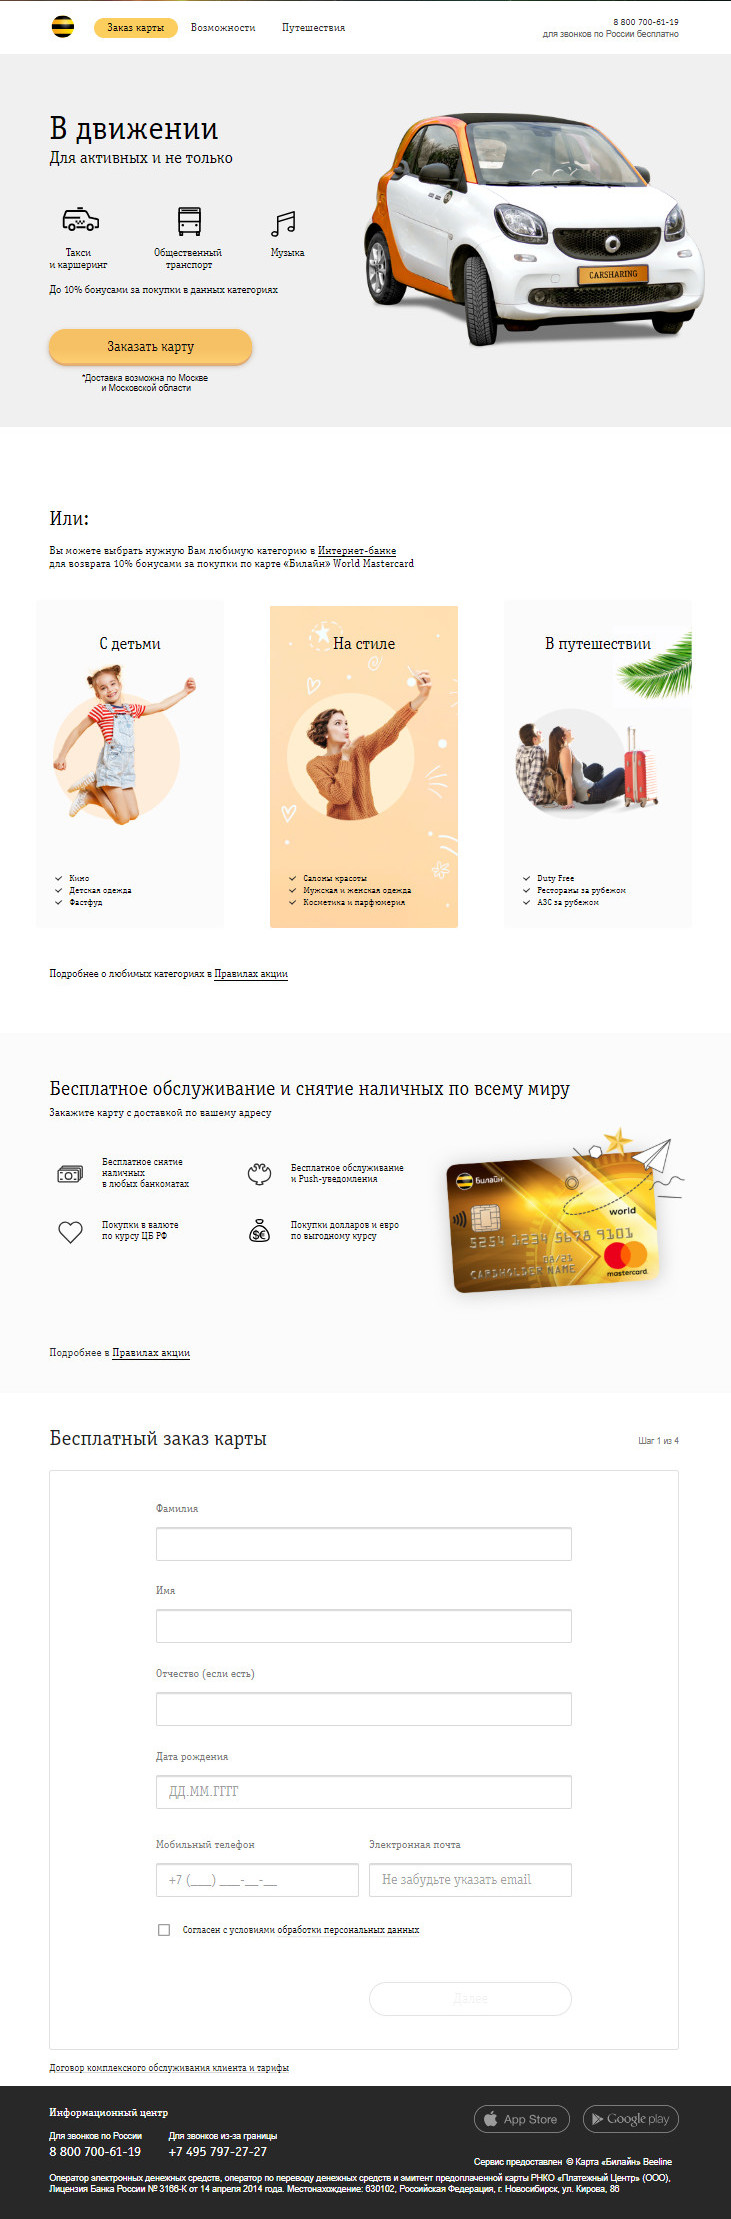 Заказ карты
Возможности
Путешествия
8 800 700-61-19
для звонков по России бесплатно
В движении
Для активных и не только
Такси
и каршеринг
Общественный
транспорт
Музыка
До 10% бонусами за покупки в данных категориях
Заказать карту
*Доставка возможна по Москве
и Московской области
CARSHARING
Или:
Вы можете выбрать нужную Вам любимую категорию в Интернет-банке
для возврата 10% бонусами за покупки по карте «Билайн» World Mastercard
С детьми
Кино
Детская одежда
Фастфуд
На стиле
Салоны красоты
Мужская и женская одежда
Косметика и парфюмерия
В путешествии
Duty Free
Рестораны за рубежом
АЗС за рубежом
Подробнее о любимых категориях в Правилах акции
Бесплатное обслуживание и снятие наличных по всему миру
Закажите карту с доставкой по вашему адресу
Бесплатное снятие
наличных
в любых банкоматах
Бесплатное обслуживание
и Push-уведомления
Покупки в валюте
по курсу ЦБ РФ
Покупки долларов и евро
по выгодному курсу
Билайн
world
5254 1234 5678 9101
08/21
CARDHOLDER NAME
mastercard
Подробнее в Правилах акции
Бесплатный заказ карты
Шаг 1 из 4
Фамилия
Имя
Отчество (если есть)
Дата рождения
ДД.ММ.ГГГГ
Мобильный телефон
Электронная почта
+7 (___) ___-__-__
Не забудьте указать email
Согласен с условиями обработки персональных данных
Далее
Договор комплексного обслуживания клиента и тарифы
Информационный центр
Для звонков по России
8 800 700-61-19
Для звонков из-за границы
+7 495 797-27-27
App Store
Google play
Сервис предоставлен © Карта «Билайн» Beeline
Оператор электронных денежных средств, оператор по переводу денежных средств и эмитент предоплаченной карты РНКО «Платежный Центр» (ООО),
Лицензия Банка России № 3166-К от 14 апреля 2014 года. Местонахождение: 630102, Российская Федерация, г. Новосибирск, ул. Кирова, 86